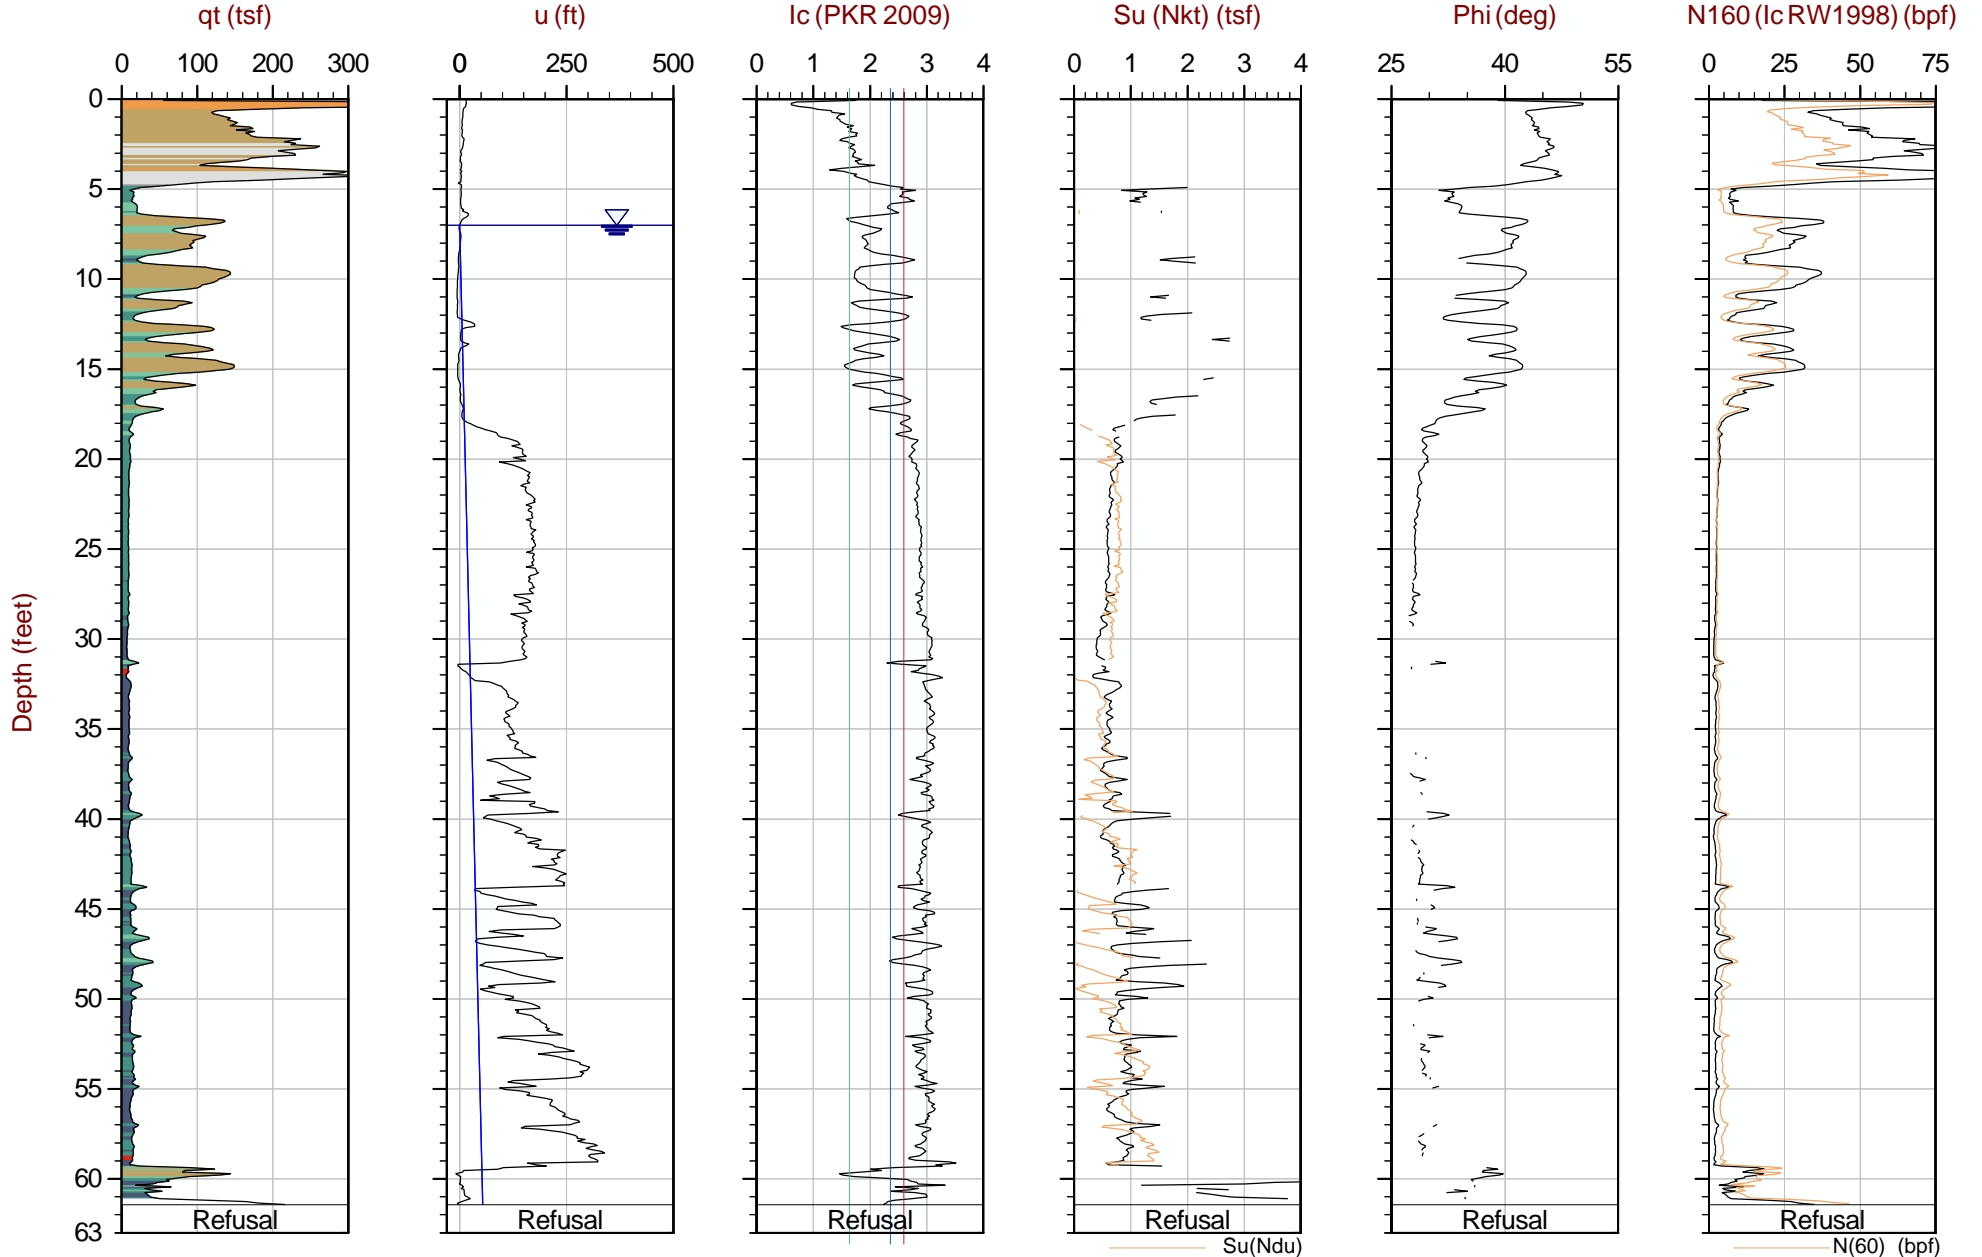 qt (tsf) u (ft) Ic (PKR 2009) Su (Nkt) (tsf) Phi (deg) N160 (Ic RW1998) (bpf)
0 100 200 300 0 250 500 0 1 2 3 4 0 1 2 3 4 25 40 55 0 25 50 75
0
5
10
15
20
25
30
Depth (feet)
35
40
45
50
55
60
63
Refusal Refusal Refusal Refusal Refusal Refusal
Su(Ndu) N(60) (bpf)